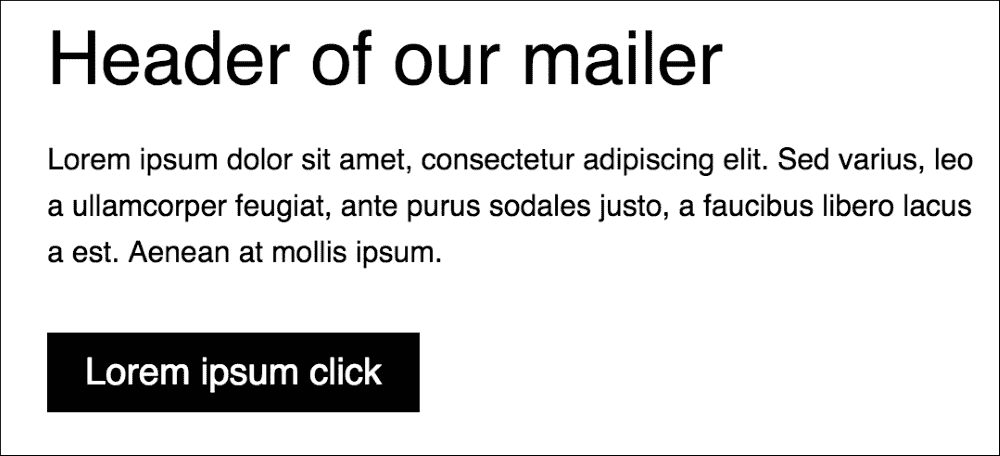 Header of our mailer
Lorem ipsum dolor sit amet, consectetur adipiscing elit. Sed varius, leo
a ullamcorper feugiat, ante purus sodales justo, a faucibus libero lacus
a est. Aenean at mollis ipsum.
Lorem ipsum click